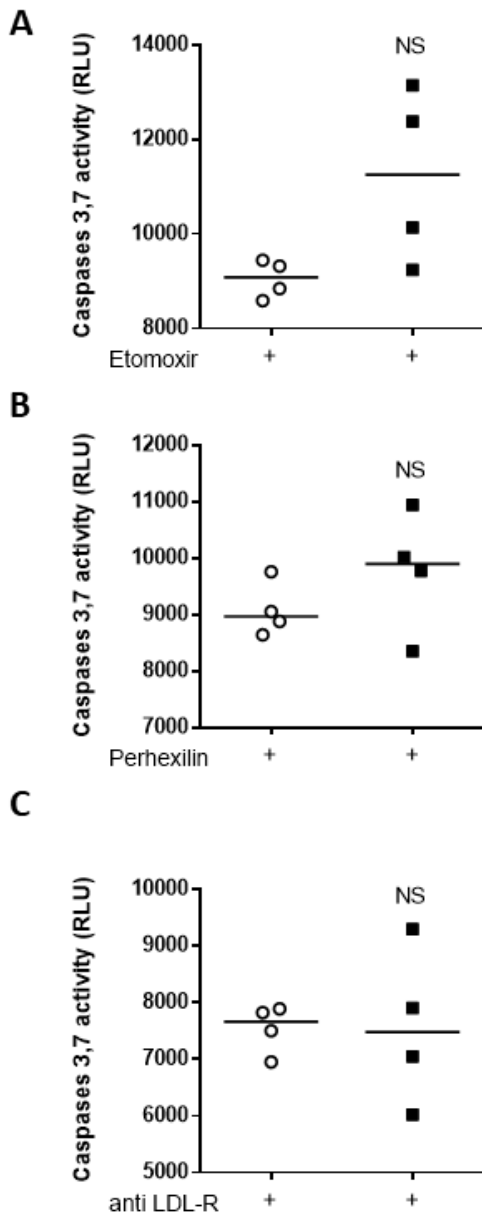 A
Caspases 3,7 activity (RLU)
14000
12000
10000
8000
NS
Etomoxir + +
B
Caspases 3,7 activity (RLU)
12000
11000
10000
9000
8000
7000
NS
Perhexilin + +
C
Caspases 3,7 activity (RLU)
10000
9000
8000
7000
6000
5000
NS
anti LDL-R + +